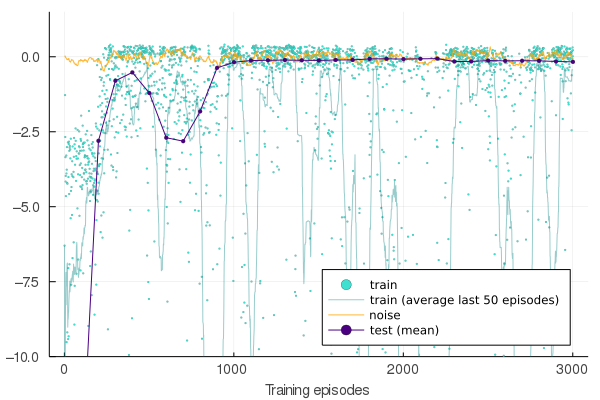 0.0
−2.5
−5.0
−7.5
−10.0
0
1000
2000
3000
Training episodes
train
train (average last 50 episodes)
noise
test (mean)